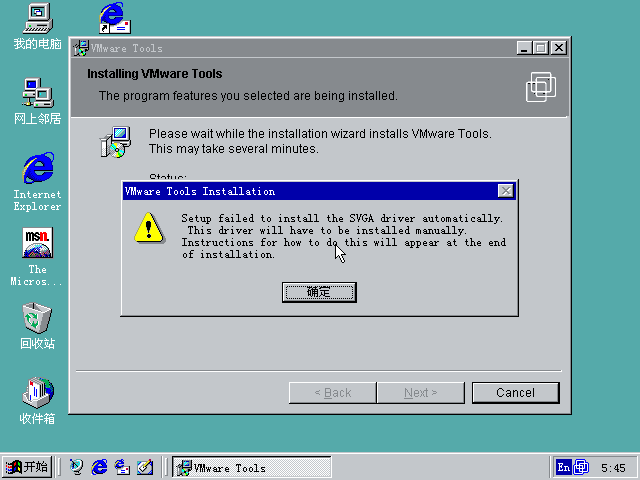 我的电脑
网上邻居
Internet
Explorer
msn.
The
Micros...
回收站
收件箱
VMware Tools
Installing VMware Tools
The program features you selected are being installed.
Please wait while the installation wizard installs VMware Tools.
This may take several minutes.
Status:
VMware Tools Installation
Setup failed to install the SVGA driver automatically.
This driver will have to be installed manually.
Instructions for how to do this will appear at the end
of installation.
确定
< Back
Next >
Cancel
开始
VMware Tools
En
5:45